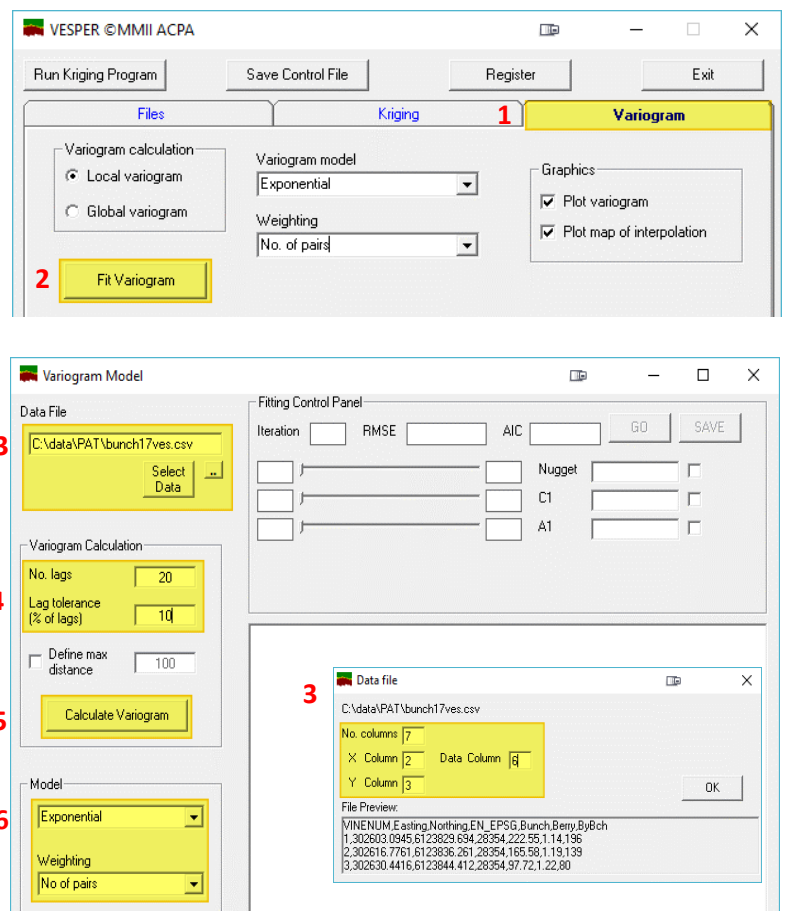 VESPER ©MMII ACPA
Run Kriging Program
Save Control File
Register
Exit
Files
Kriging
1
Variogram
Variogram calculation
Local variogram
Global variogram
Variogram model
Exponential
Weighting
No. of pairs
Graphics
Plot variogram
Plot map of interpolation
2
Fit Variogram
Variogram Model
Data File
3
C:\data\PAT\bunch17ves.csv
Select
Data
..
Fitting Control Panel
Iteration
RMSE
AIC
GO
SAVE
Nugget
C1
A1
Variogram Calculation
4
No. lags
20
Lag tolerance
(% of lags)
10
Define max
distance
100
5
Calculate Variogram
6
Model
Exponential
Weighting
No of pairs
3
Data file
C:\data\PAT\bunch17ves.csv
No. columns 7
X Column 2 Data Column 6
Y Column 3
OK
File Preview:
VINENUM,Easting,Northing,EN_EPSG,Bunch,Berry,ByBch
1,302603.0945,6123829.694,28354,222.55,1.14,196
2,302616.7761,6123836.261,28354,165.58,1.19,139
3,302630.4416,6123844.412,28354,97.72,1.22,80